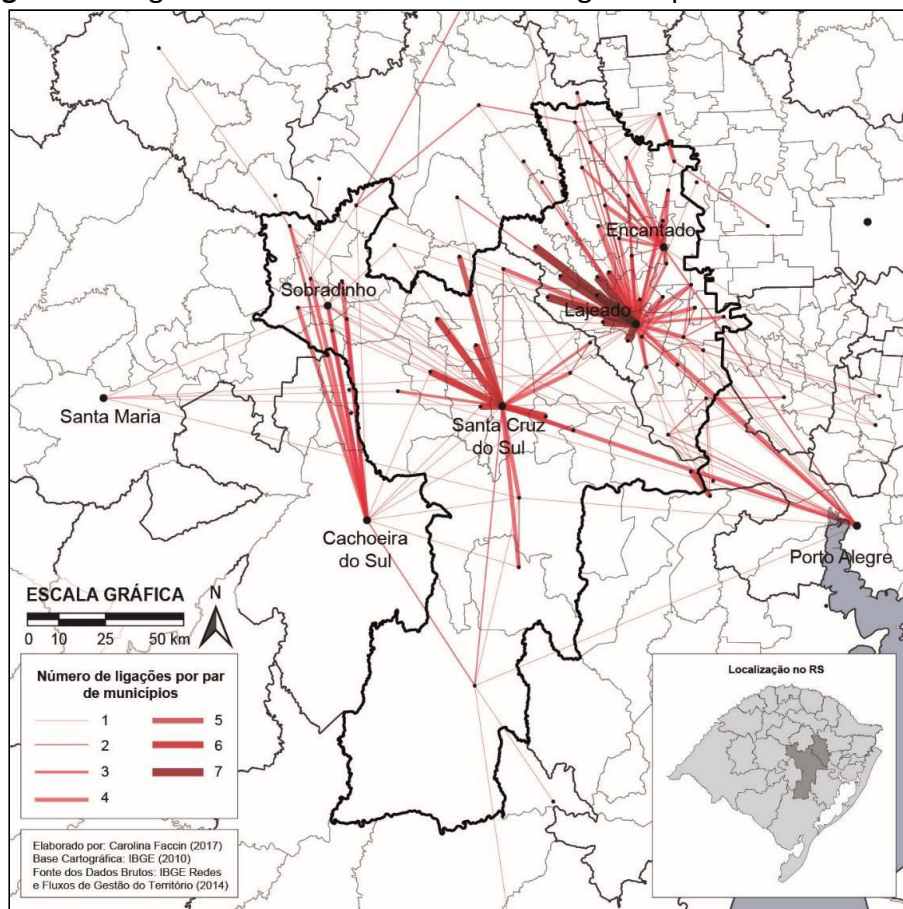 Encantado
Sobradinho
Lajeado
Santa Maria
Santa Cruz
do Sul
Cachoeira
do Sul
Porto Alegre
ESCALA GRÁFICA
N
0 10 25 50 km
Número de ligações por par
de municípios
1
2
3
4
5
6
7
Elaborado por: Carolina Faccin (2017)
Base Cartográfica: IBGE (2010)
Fonte dos Dados Brutos: IBGE Redes
e Fluxos de Gestão do Território (2014)
Localização no RS